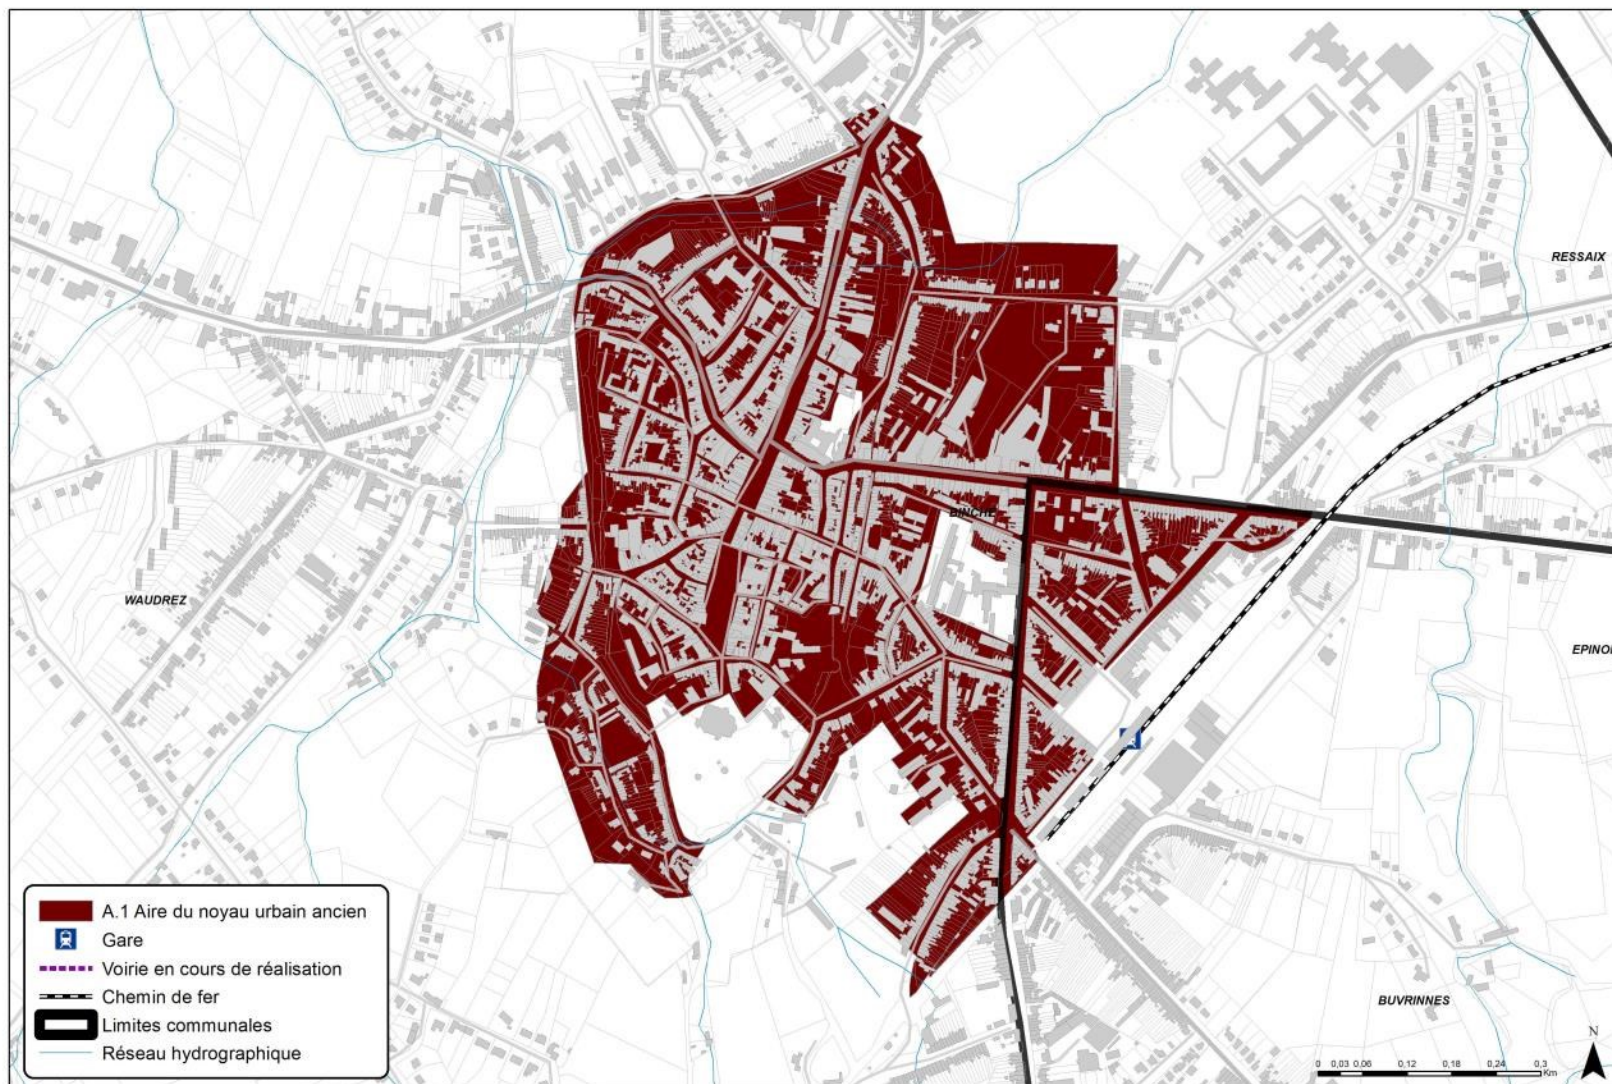 RESSAIX
BINCHE
WAUDREZ
BUVRINNES
A.1 Aire du noyau urbain ancien
Gare
Voirie en cours de réalisation
Chemin de fer
Limites communales
Réseau hydrographique
N
0 0,03 0,06 0,12 0,18 0,24 0,3
Km